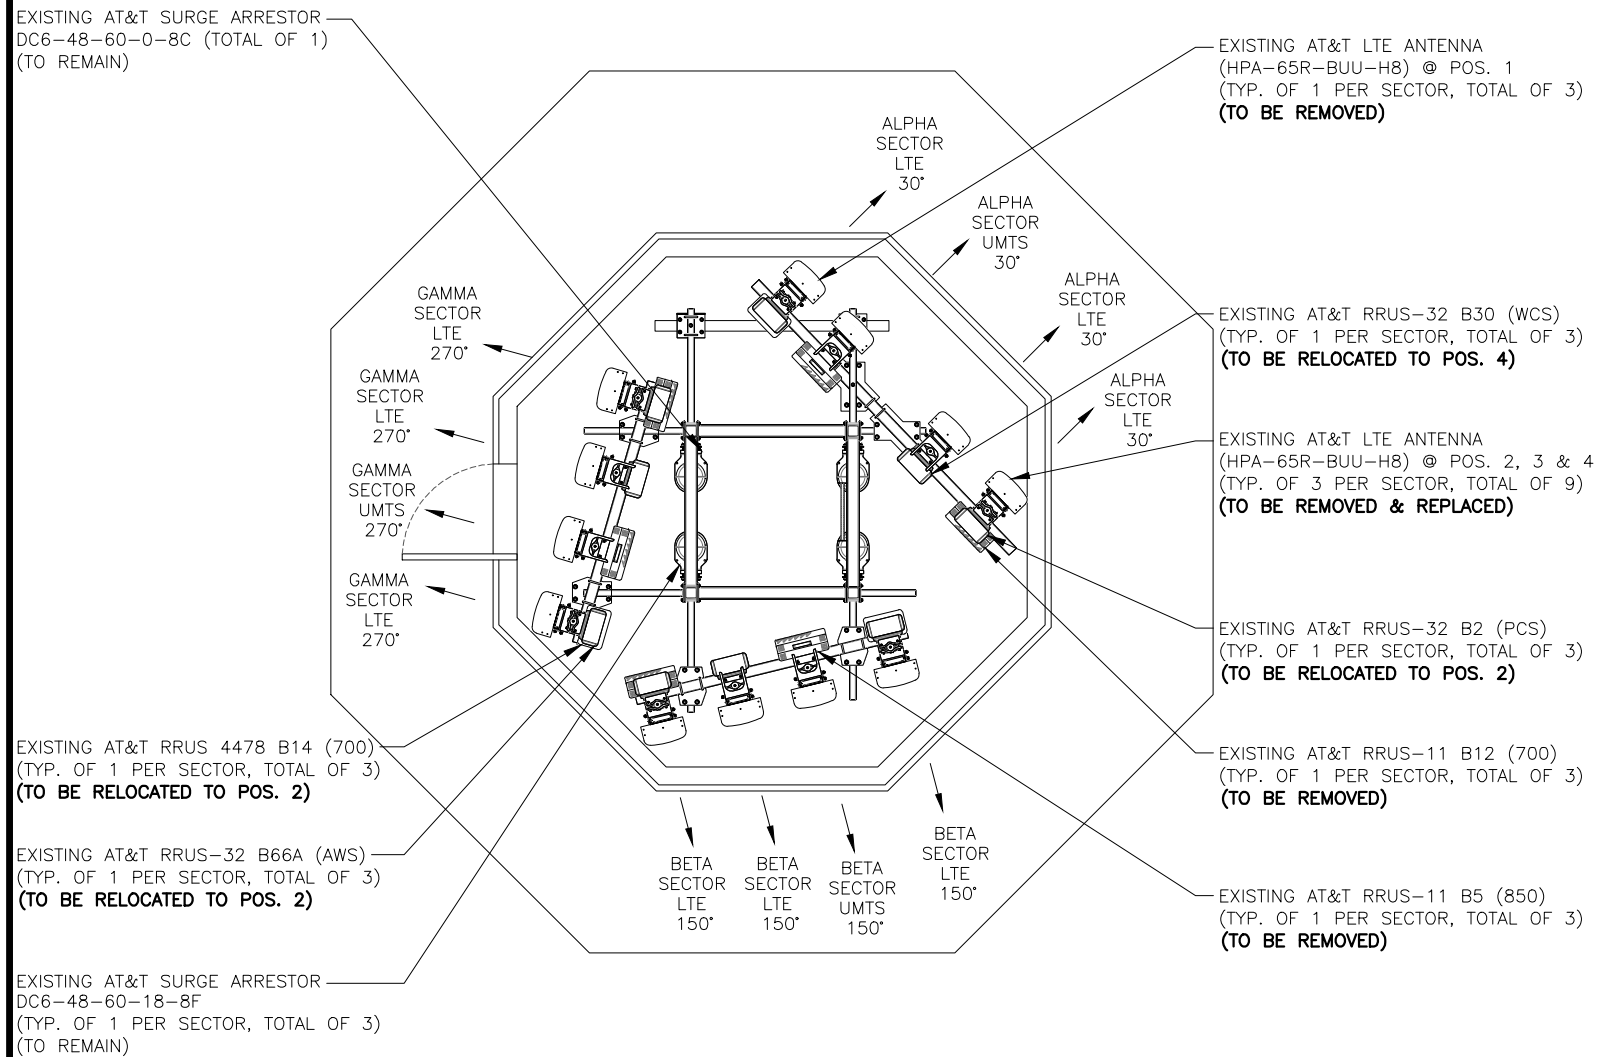 EXISTING AT&T SURGE ARRESTOR
DC6-48-60-0-8C (TOTAL OF 1)
(TO REMAIN)
EXISTING AT&T LTE ANTENNA
(HPA-65R-BUU-H8) @ POS. 1
(TYP. OF 1 PER SECTOR, TOTAL OF 3)
(TO BE REMOVED)
ALPHA
SECTOR
LTE
30°
ALPHA
SECTOR
UMTS
30°
ALPHA
SECTOR
LTE
30°
ALPHA
SECTOR
LTE
30°
GAMMA
SECTOR
LTE
270°
GAMMA
SECTOR
LTE
270°
GAMMA
SECTOR
UMTS
270°
GAMMA
SECTOR
LTE
270°
EXISTING AT&T RRUS-32 B30 (WCS)
(TYP. OF 1 PER SECTOR, TOTAL OF 3)
(TO BE RELOCATED TO POS. 4)
EXISTING AT&T LTE ANTENNA
(HPA-65R-BUU-H8) @ POS. 2, 3 & 4
(TYP. OF 3 PER SECTOR, TOTAL OF 9)
(TO BE REMOVED & REPLACED)
EXISTING AT&T RRUS-32 B2 (PCS)
(TYP. OF 1 PER SECTOR, TOTAL OF 3)
(TO BE RELOCATED TO POS. 2)
EXISTING AT&T RRUS-11 B12 (700)
(TYP. OF 1 PER SECTOR, TOTAL OF 3)
(TO BE REMOVED)
EXISTING AT&T RRUS-11 B5 (850)
(TYP. OF 1 PER SECTOR, TOTAL OF 3)
(TO BE REMOVED)
EXISTING AT&T RRUS 4478 B14 (700)
(TYP. OF 1 PER SECTOR, TOTAL OF 3)
(TO BE RELOCATED TO POS. 2)
EXISTING AT&T RRUS-32 B66A (AWS)
(TYP. OF 1 PER SECTOR, TOTAL OF 3)
(TO BE RELOCATED TO POS. 2)
EXISTING AT&T SURGE ARRESTOR
DC6-48-60-18-8F
(TYP. OF 1 PER SECTOR, TOTAL OF 3)
(TO REMAIN)
BETA
SECTOR
LTE
150°
BETA
SECTOR
LTE
150°
BETA
SECTOR
UMTS
150°
BETA
SECTOR
LTE
150°